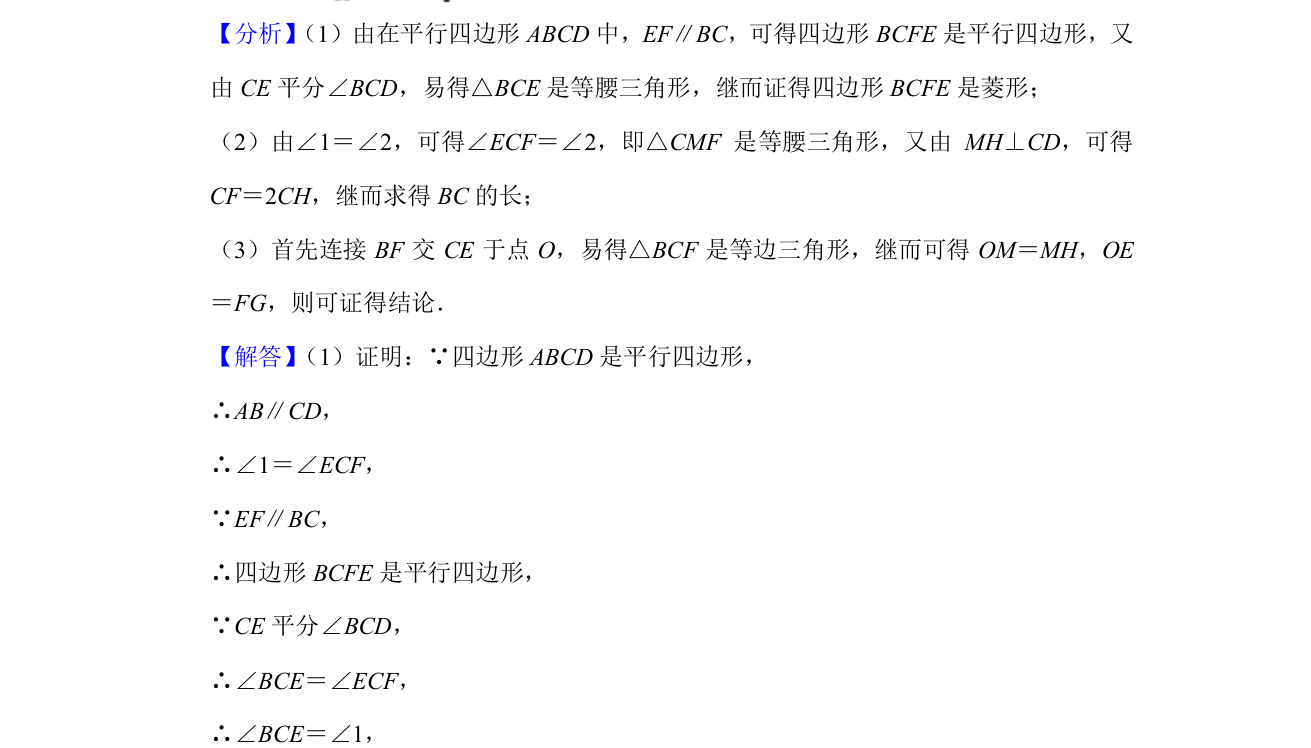 【分析】（1）由在平行四边形 ABCD 中，EF∥BC，可得四边形 BCFE 是平行四边形，又
由 CE 平分∠BCD，易得△BCE 是等腰三角形，继而证得四边形 BCFE 是菱形；
（2）由∠1＝∠2，可得∠ECF＝∠2，即△CMF 是等腰三角形，又由 MH⊥CD，可得
CF＝2CH，继而求得 BC 的长；
（3）首先连接 BF 交 CE 于点 O，易得△BCF 是等边三角形，继而可得 OM＝MH，OE
＝FG，则可证得结论．
【解答】（1）证明：∵四边形 ABCD 是平行四边形，
∴AB∥CD，
∴∠1＝∠ECF，
∵EF∥BC，
∴四边形 BCFE 是平行四边形，
∵CE 平分∠BCD，
∴∠BCE＝∠ECF，
∴∠BCE＝∠1，